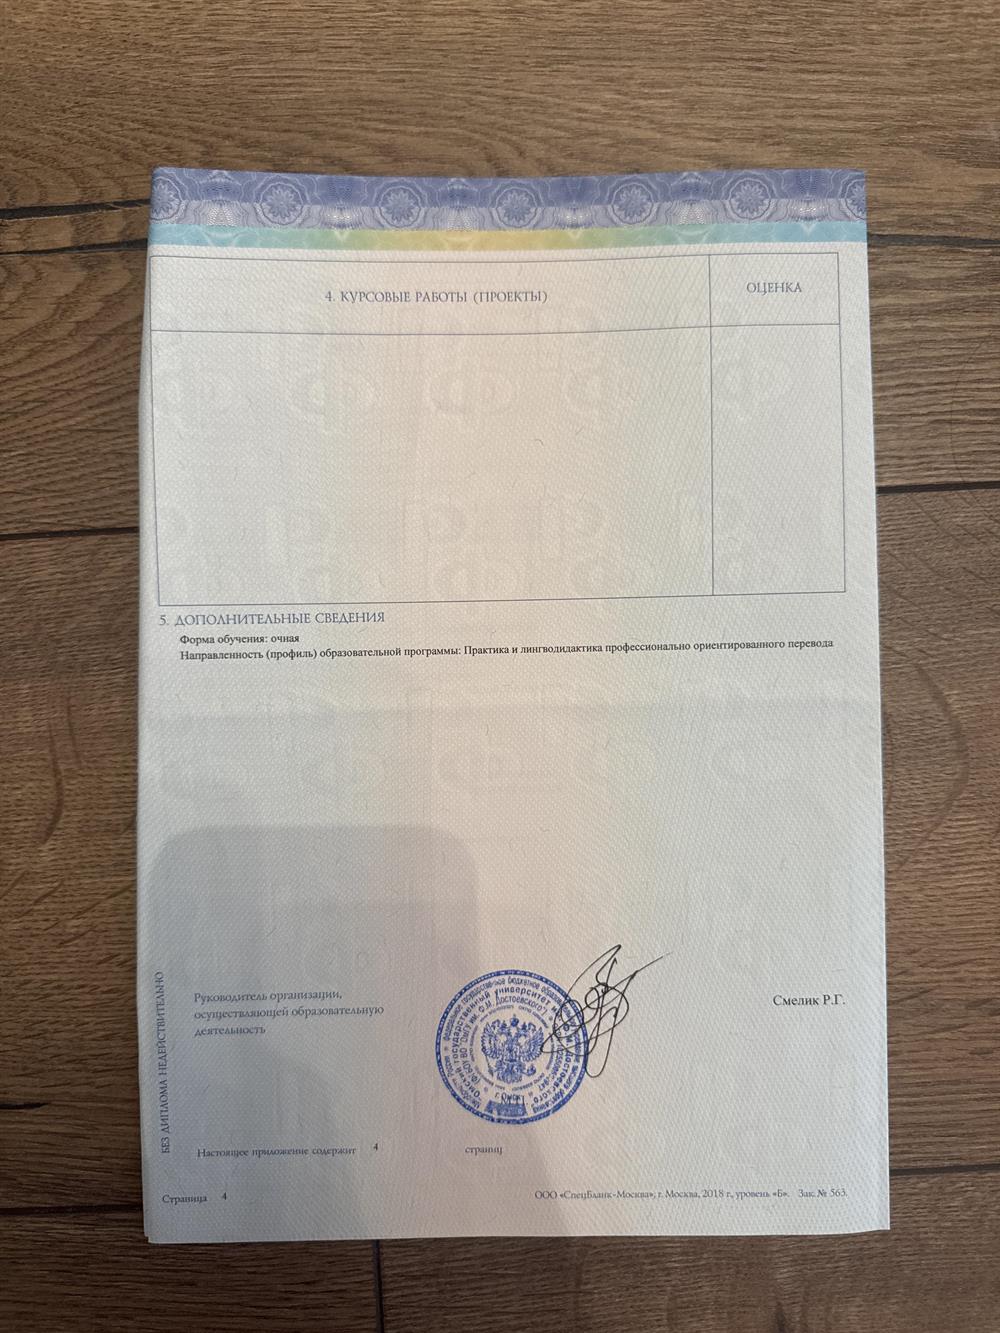 4. КУРСОВЫЕ РАБОТЫ (ПРОЕКТЫ)
ОЦЕНКА
5. ДОПОЛНИТЕЛЬНЫЕ СВЕДЕНИЯ
Форма обучения: очная
Направленность (профиль) образовательной программы: Практика и лингводидактика профессионально ориентированного перевода
БЕЗ ДИПЛОМА НЕДЕЙСТВИТЕЛЬНО
Руководитель организации,
осуществляющей образовательную
деятельность
Смелик Р.Г.
М.П.
г. Омск
Настоящее приложение содержит 4 страниц
Страница 4
ООО «СпецБланк-Москва», г. Москва, 2018 г., уровень «Б». Зак. № 563.